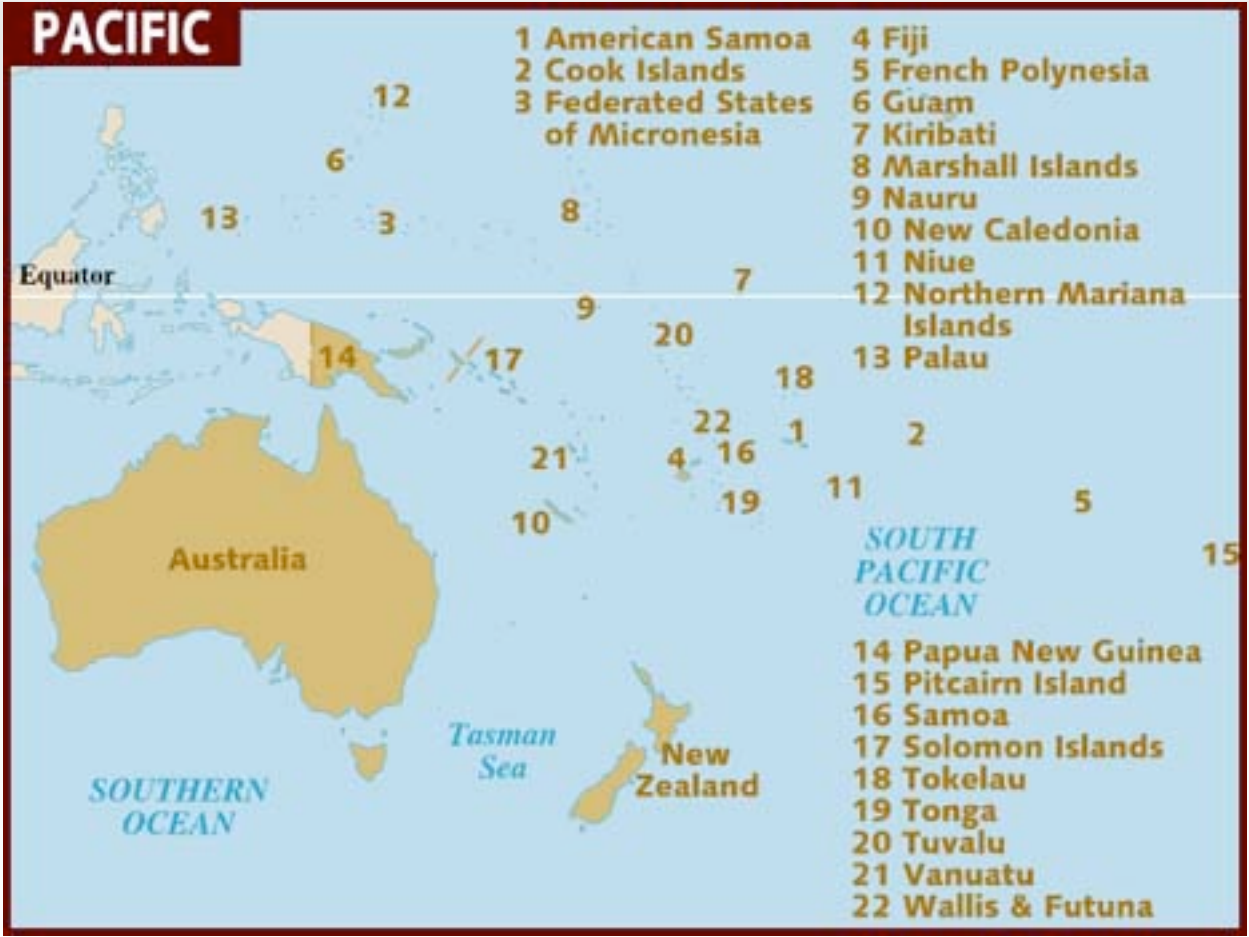 PACIFIC
1 American Samoa
2 Cook Islands
3 Federated States
of Micronesia
4 Fiji
5 French Polynesia
6 Guam
7 Kiribati
8 Marshall Islands
9 Nauru
10 New Caledonia
11 Niue
12 Northern Mariana
Islands
13 Palau
12
6
13
3
8
Equator
7
9
20
14
17
18
22
1
2
21
4
16
19
11
5
10
Australia
SOUTH
PACIFIC
OCEAN
15
14 Papua New Guinea
15 Pitcairn Island
16 Samoa
17 Solomon Islands
18 Tokelau
19 Tonga
20 Tuvalu
21 Vanuatu
22 Wallis & Futuna
Tasman
Sea
New
Zealand
SOUTHERN
OCEAN